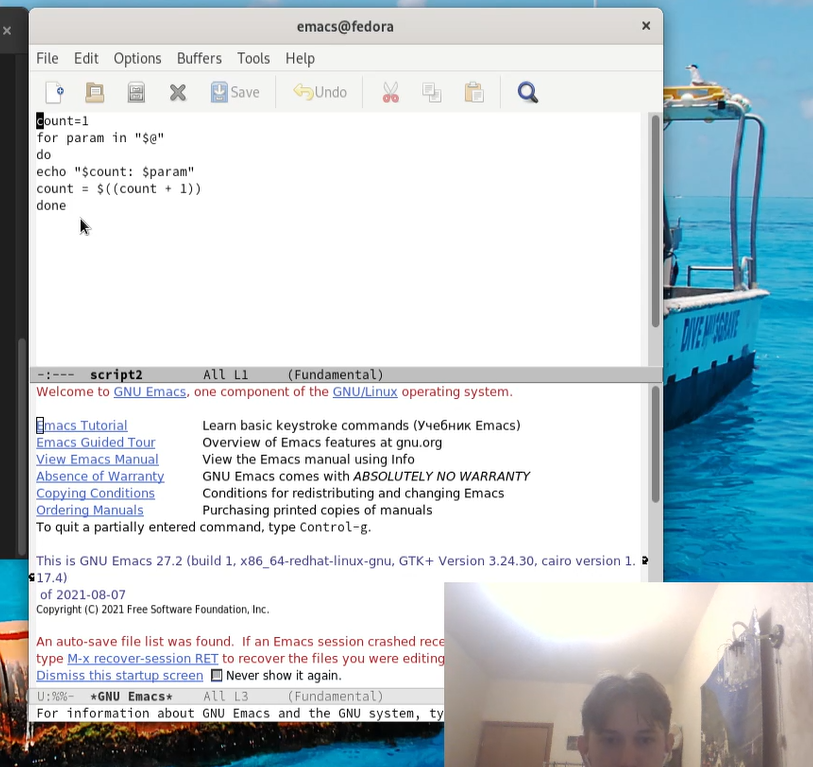 emacs@fedora
File Edit Options Buffers Tools Help
Save Undo
count=1
for param in "$@"
do
echo "$count: $param"
count = $((count + 1))
done
-:--- script2 All L1 (Fundamental)
Welcome to GNU Emacs, one component of the GNU/Linux operating system.
Emacs Tutorial Learn basic keystroke commands (Учебник Emacs)
Emacs Guided Tour Overview of Emacs features at gnu.org
View Emacs Manual View the Emacs manual using Info
Absence of Warranty GNU Emacs comes with ABSOLUTELY NO WARRANTY
Copying Conditions Conditions for redistributing and changing Emacs
Ordering Manuals Purchasing printed copies of manuals
To quit a partially entered command, type Control-g.
This is GNU Emacs 27.2 (build 1, x86_64-redhat-linux-gnu, GTK+ Version 3.24.30, cairo version 1.
17.4)
of 2021-08-07
Copyright (C) 2021 Free Software Foundation, Inc.
An auto-save file list was found. If an Emacs session crashed rece
type M-x recover-session RET to recover the files you were editing
Dismiss this startup screen Never show it again.
U:%%- *GNU Emacs* All L3 (Fundamental)
For information about GNU Emacs and the GNU system, ty
DIVE MUSGRAVE